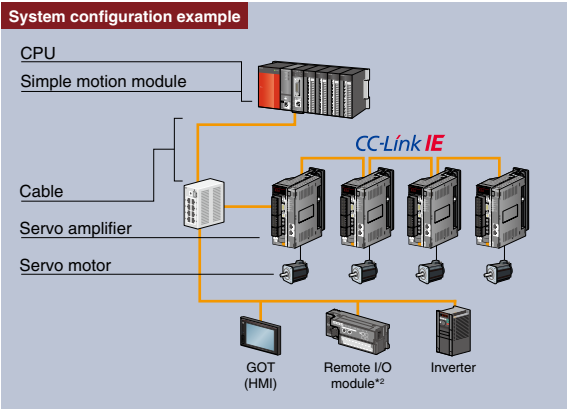 System configuration example
CPU
Simple motion module
CC-Link IE
Cable
Servo amplifier
Servo motor
GOT
(HMI)
Remote I/O
module*2
Inverter